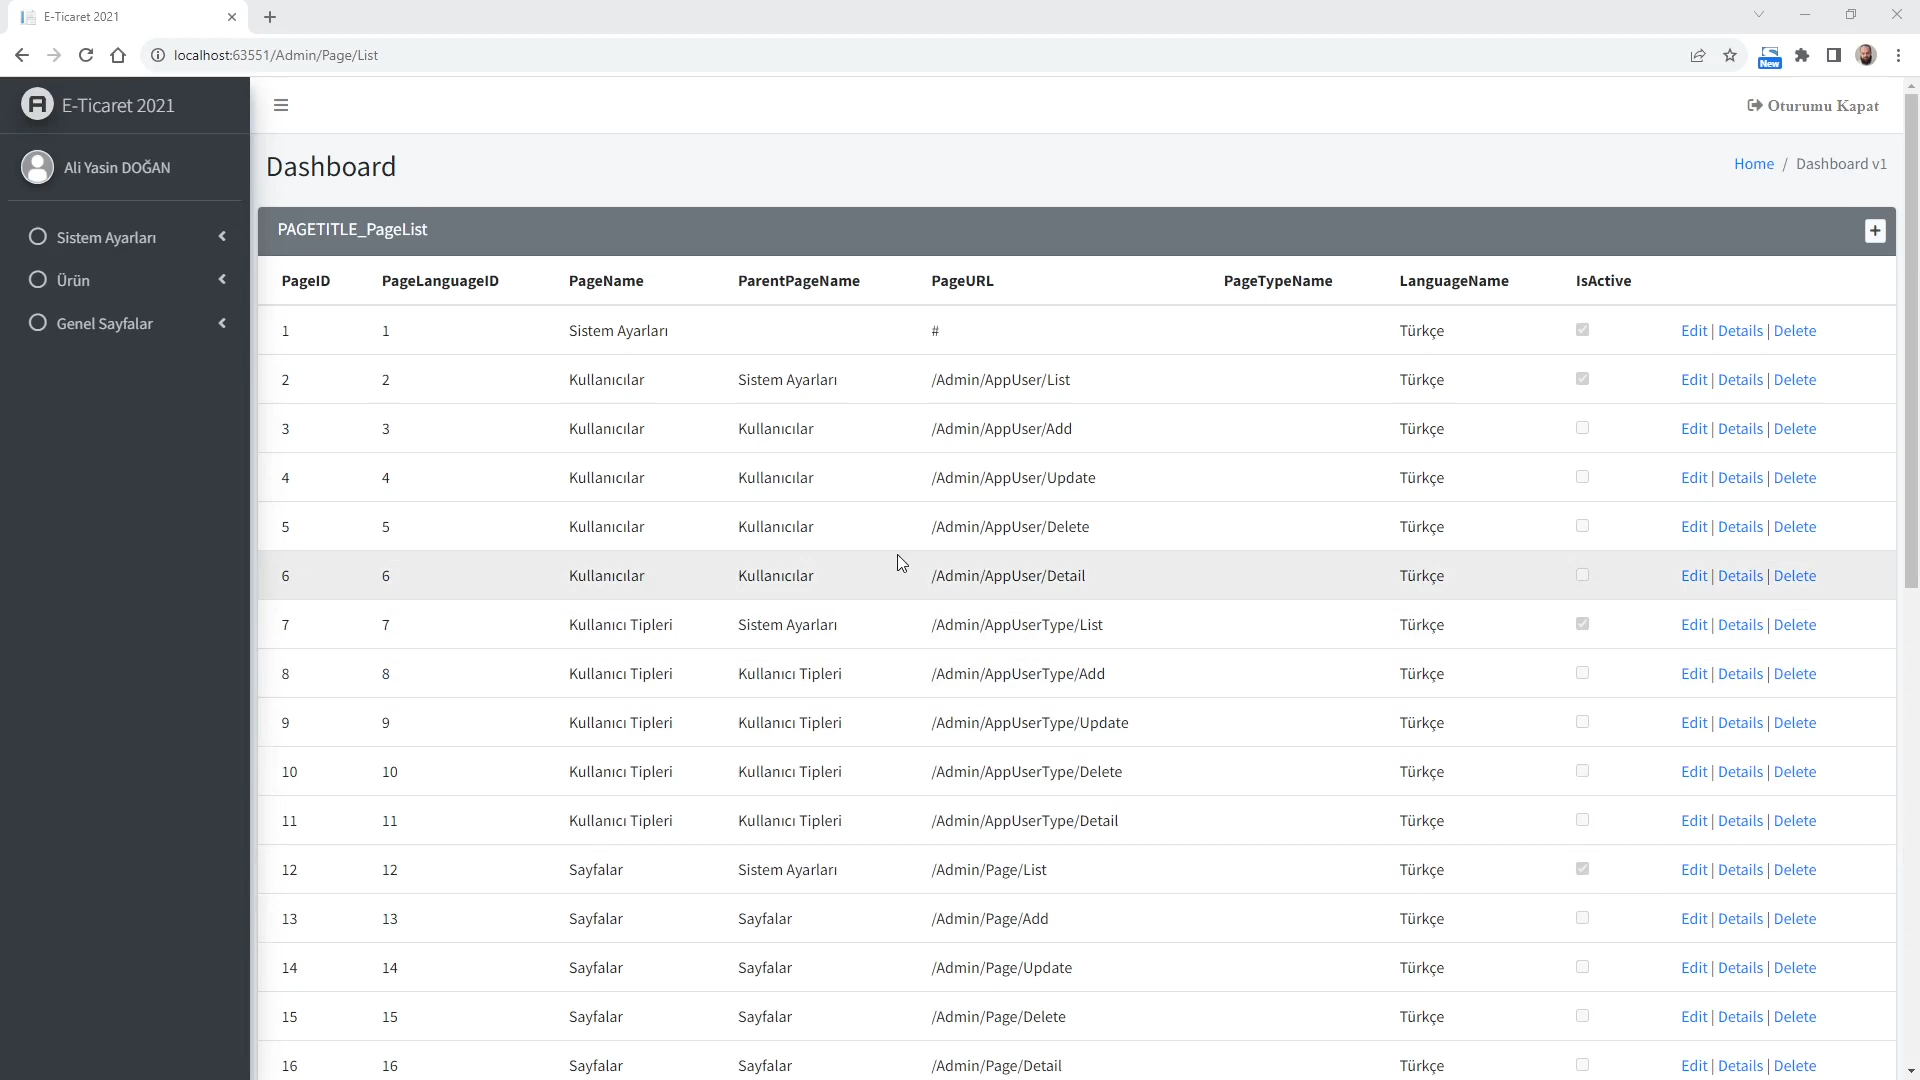 E-Ticaret 2021
localhost:63551/Admin/Page/List
New
E-Ticaret 2021
Oturumu Kapat
Ali Yasin DOĞAN
Dashboard
Home / Dashboard v1
Sistem Ayarları
Ürün
Genel Sayfalar
PAGETITLE_PageList
PageID PageLanguageID PageName ParentPageName PageURL PageTypeName LanguageName IsActive
1 1 Sistem Ayarları # Türkçe Edit | Details | Delete
2 2 Kullanıcılar Sistem Ayarları /Admin/AppUser/List Türkçe Edit | Details | Delete
3 3 Kullanıcılar Kullanıcılar /Admin/AppUser/Add Türkçe Edit | Details | Delete
4 4 Kullanıcılar Kullanıcılar /Admin/AppUser/Update Türkçe Edit | Details | Delete
5 5 Kullanıcılar Kullanıcılar /Admin/AppUser/Delete Türkçe Edit | Details | Delete
6 6 Kullanıcılar Kullanıcılar /Admin/AppUser/Detail Türkçe Edit | Details | Delete
7 7 Kullanıcı Tipleri Sistem Ayarları /Admin/AppUserType/List Türkçe Edit | Details | Delete
8 8 Kullanıcı Tipleri Kullanıcı Tipleri /Admin/AppUserType/Add Türkçe Edit | Details | Delete
9 9 Kullanıcı Tipleri Kullanıcı Tipleri /Admin/AppUserType/Update Türkçe Edit | Details | Delete
10 10 Kullanıcı Tipleri Kullanıcı Tipleri /Admin/AppUserType/Delete Türkçe Edit | Details | Delete
11 11 Kullanıcı Tipleri Kullanıcı Tipleri /Admin/AppUserType/Detail Türkçe Edit | Details | Delete
12 12 Sayfalar Sistem Ayarları /Admin/Page/List Türkçe Edit | Details | Delete
13 13 Sayfalar Sayfalar /Admin/Page/Add Türkçe Edit | Details | Delete
14 14 Sayfalar Sayfalar /Admin/Page/Update Türkçe Edit | Details | Delete
15 15 Sayfalar Sayfalar /Admin/Page/Delete Türkçe Edit | Details | Delete
16 16 Sayfalar Sayfalar /Admin/Page/Detail Türkçe Edit | Details | Delete